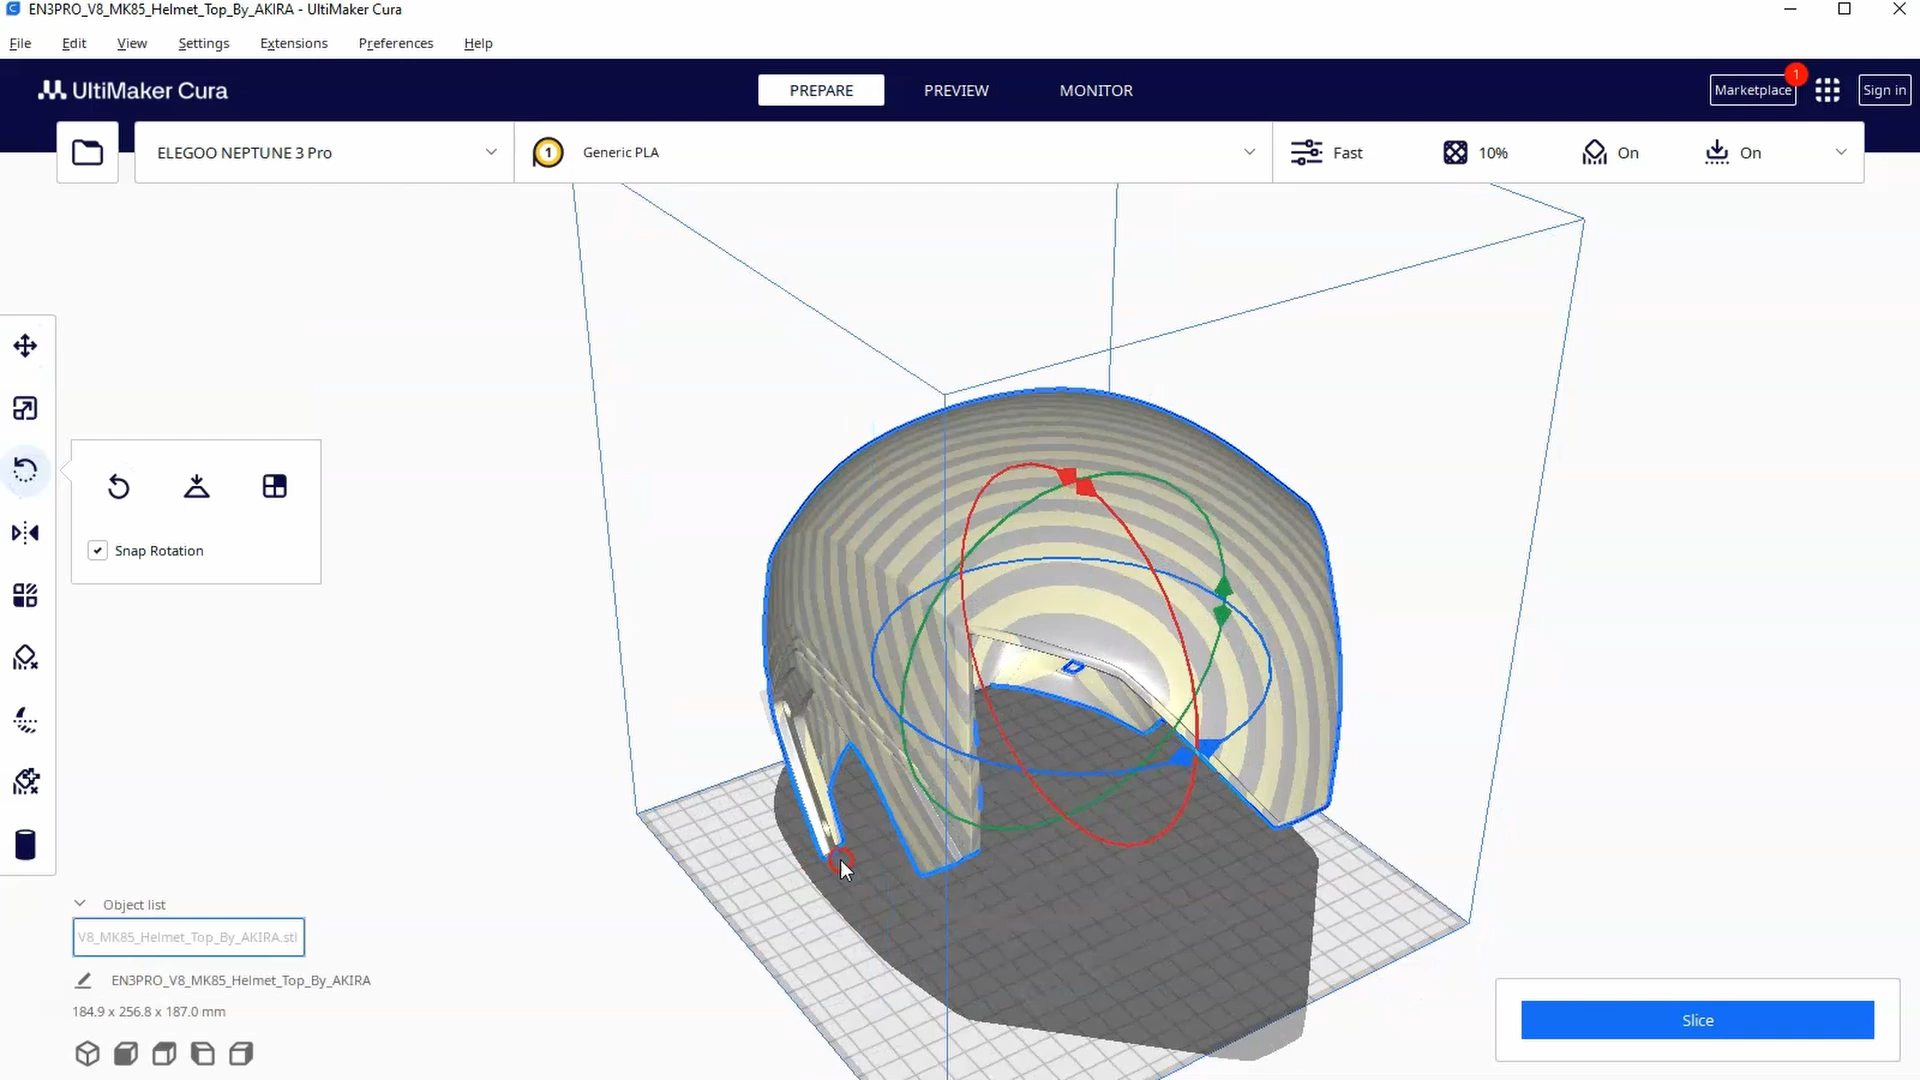 EN3PRO_V8_MK85_Helmet_Top_By_AKIRA - UltiMaker Cura
File Edit View Settings Extensions Preferences Help
UltiMaker Cura
PREPARE PREVIEW MONITOR
1
Marketplace
Sign in
ELEGOO NEPTUNE 3 Pro
1
Generic PLA
Fast
10%
On
On
Snap Rotation
Object list
V8_MK85_Helmet_Top_By_AKIRA.stl
EN3PRO_V8_MK85_Helmet_Top_By_AKIRA
184.9 x 256.8 x 187.0 mm
Slice